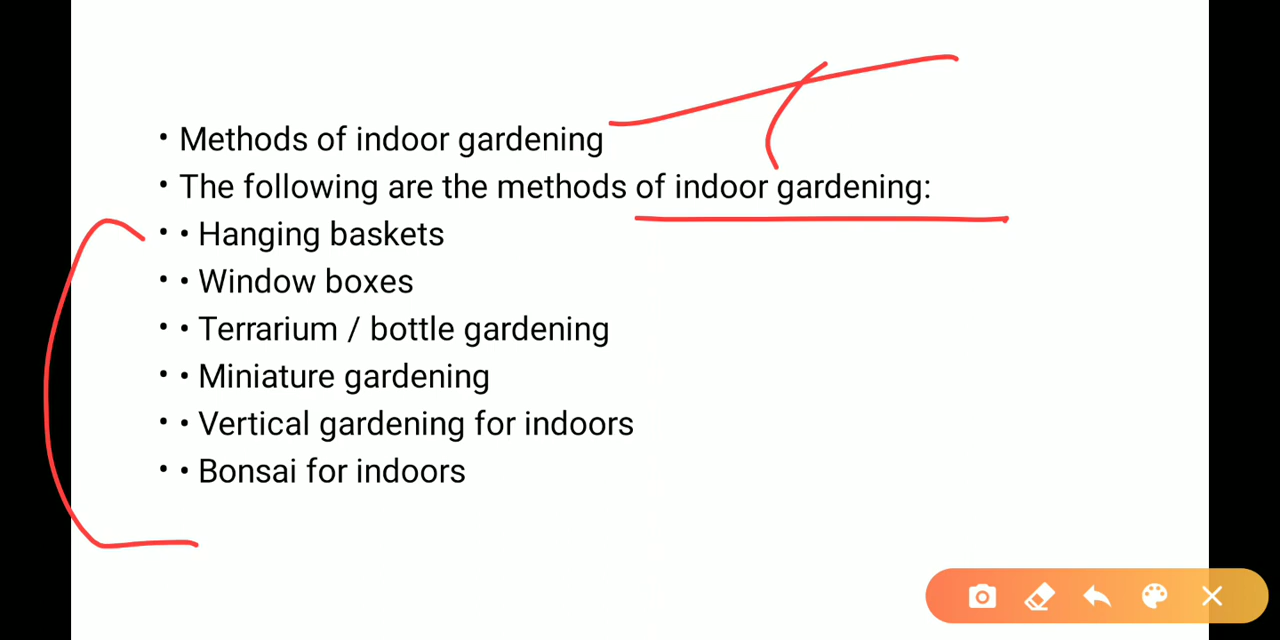 • Methods of indoor gardening
• The following are the methods of indoor gardening:
• • Hanging baskets
• • Window boxes
• • Terrarium / bottle gardening
• • Miniature gardening
• • Vertical gardening for indoors
• • Bonsai for indoors